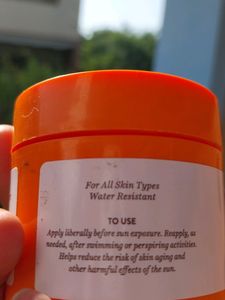 For All Skin Types
Water Resistant
TO USE
Apply liberally before sun exposure. Reapply, as
needed, after swimming or perspiring activities.
Helps reduce the risk of skin aging and
other harmful effects of the sun.